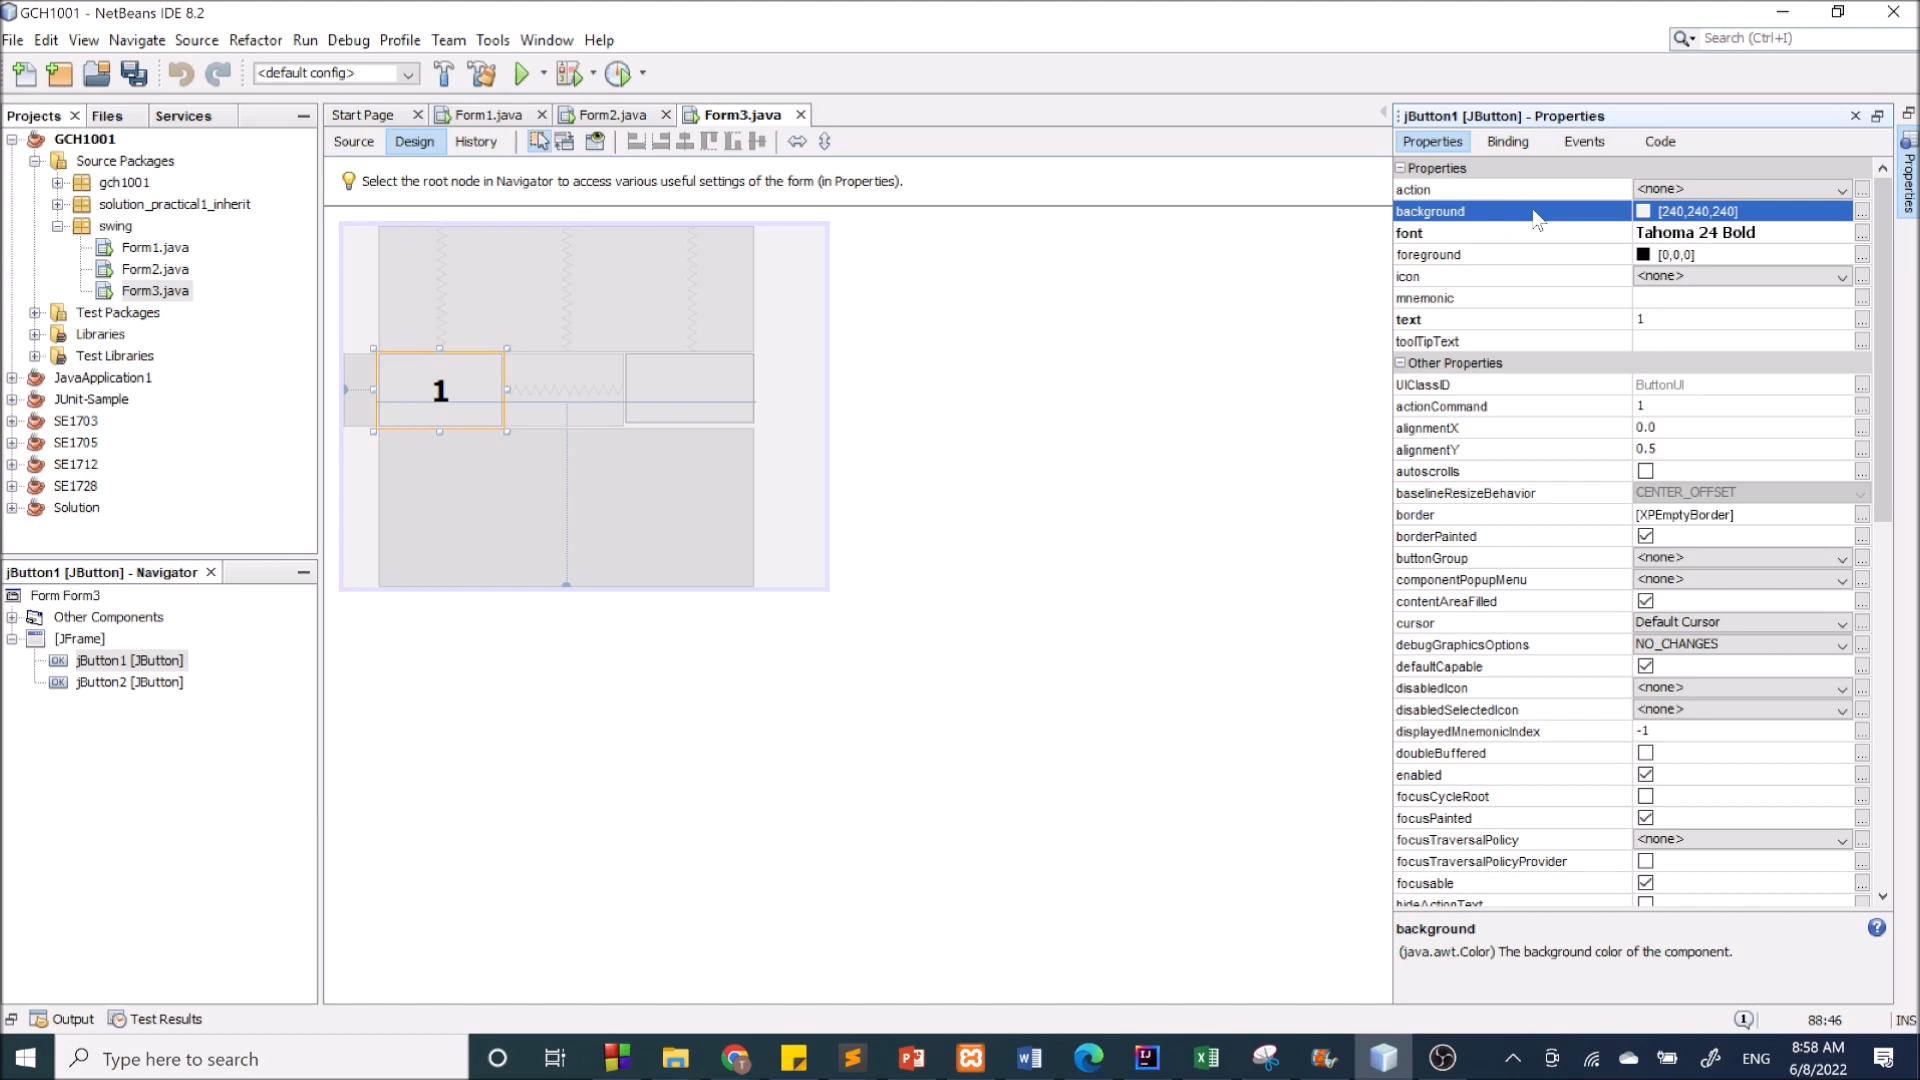 GCH1001 - NetBeans IDE 8.2
File Edit View Navigate Source Refactor Run Debug Profile Team Tools Window Help
Search (Ctrl+I)
<default config>
Projects Files Services
GCH1001
Source Packages
gch1001
solution_practical1_inherit
swing
Form1.java
Form2.java
Form3.java
Test Packages
Libraries
Test Libraries
JavaApplication1
JUnit-Sample
SE1703
SE1705
SE1712
SE1728
Solution
jButton1 [JButton] - Navigator
Form Form3
Other Components
[JFrame]
OK jButton1 [JButton]
OK jButton2 [JButton]
Start Page Form1.java Form2.java Form3.java
Source Design History
Select the root node in Navigator to access various useful settings of the form (in Properties).
1
jButton1 [JButton] - Properties
Properties Binding Events Code
Properties
action <none>
background [240,240,240]
font Tahoma 24 Bold
foreground [0,0,0]
icon <none>
mnemonic
text 1
toolTipText
Other Properties
UIClassID ButtonUI
actionCommand 1
alignmentX 0.0
alignmentY 0.5
autoscrolls
baselineResizeBehavior CENTER_OFFSET
border [XPEmptyBorder]
borderPainted
buttonGroup <none>
componentPopupMenu <none>
contentAreaFilled
cursor Default Cursor
debugGraphicsOptions NO_CHANGES
defaultCapable
disabledIcon <none>
disabledSelectedIcon <none>
displayedMnemonicIndex -1
doubleBuffered
enabled
focusCycleRoot
focusPainted
focusTraversalPolicy <none>
focusTraversalPolicyProvider
focusable
hideActionText
background
(java.awt.Color) The background color of the component.
Properties
Output Test Results
1 88:46 INS
Type here to search
ENG
8:58 AM
6/8/2022